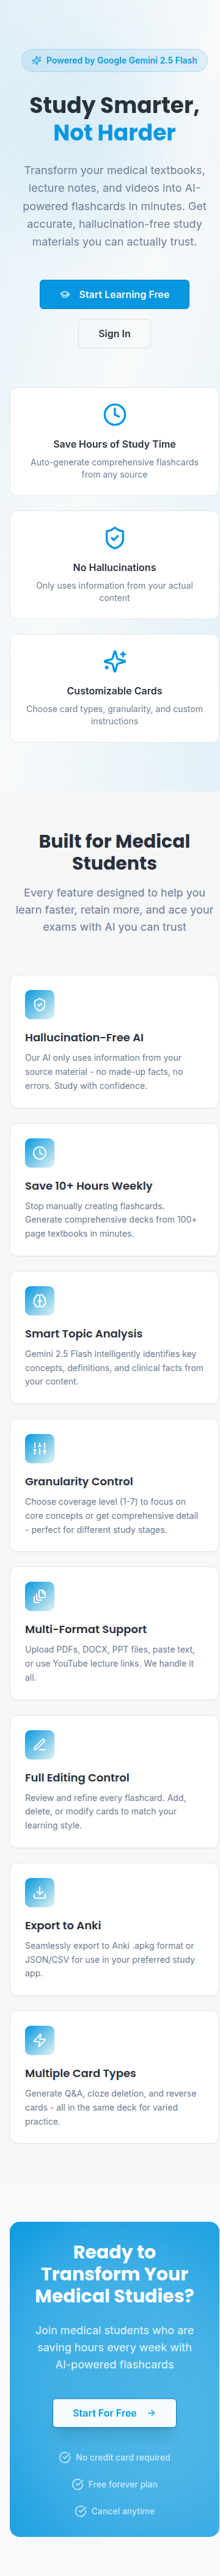 Powered by Google Gemini 2.5 Flash
Study Smarter,
Not Harder
Transform your medical textbooks,
lecture notes, and videos into AI-
powered flashcards in minutes. Get
accurate, hallucination-free study
materials you can actually trust.
Start Learning Free
Sign In
Save Hours of Study Time
Auto-generate comprehensive flashcards
from any source
No Hallucinations
Only uses information from your actual
content
Customizable Cards
Choose card types, granularity, and custom
instructions
Built for Medical
Students
Every feature designed to help you
learn faster, retain more, and ace your
exams with AI you can trust
Hallucination-Free AI
Our AI only uses information from your
source material - no made-up facts, no
errors. Study with confidence.
Save 10+ Hours Weekly
Stop manually creating flashcards.
Generate comprehensive decks from 100+
page textbooks in minutes.
Smart Topic Analysis
Gemini 2.5 Flash intelligently identifies key
concepts, definitions, and clinical facts from
your content.
Granularity Control
Choose coverage level (1-7) to focus on
core concepts or get comprehensive detail
- perfect for different study stages.
Multi-Format Support
Upload PDFs, DOCX, PPT files, paste text,
or use YouTube lecture links. We handle it
all.
Full Editing Control
Review and refine every flashcard. Add,
delete, or modify cards to match your
learning style.
Export to Anki
Seamlessly export to Anki .apkg format or
JSON/CSV for use in your preferred study
app.
Multiple Card Types
Generate Q&A, cloze deletion, and reverse
cards - all in the same deck for varied
practice.
Ready to
Transform Your
Medical Studies?
Join medical students who are
saving hours every week with
AI-powered flashcards
Start For Free
No credit card required
Free forever plan
Cancel anytime